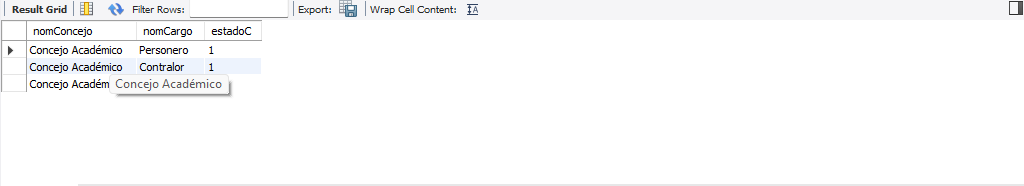 Result Grid Filter Rows: Export: Wrap Cell Content:
nomConcejo nomCargo estadoC
Concejo Académico Personero 1
Concejo Académico Contralor 1
Concejo Académ
Concejo Académico